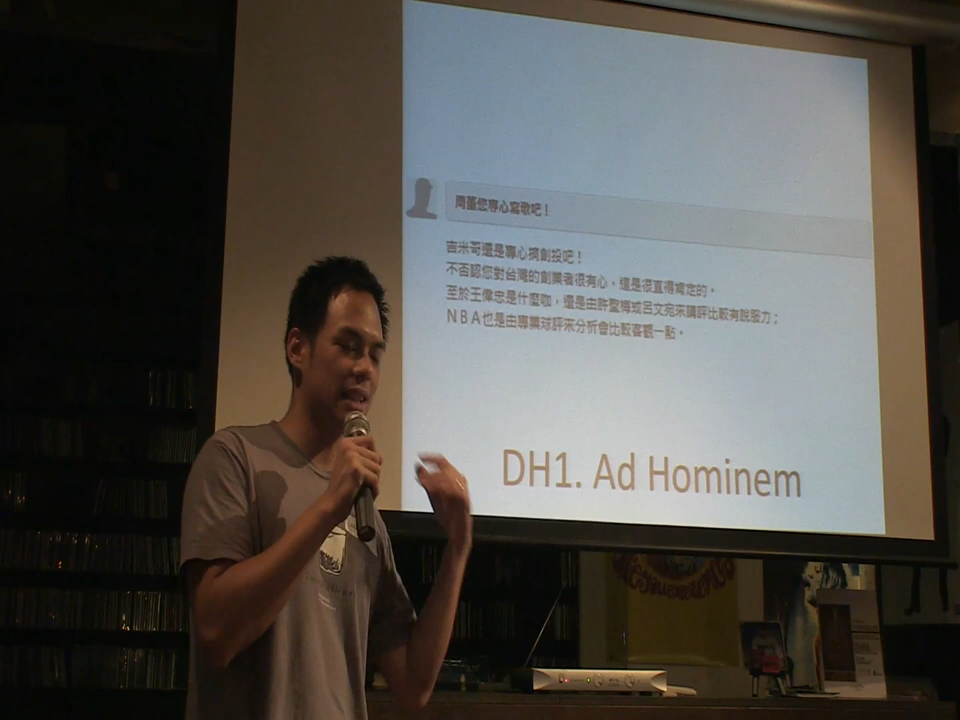 周董您專心寫歌吧！
吉米哥還是專心搞創投吧！
不否認您對台灣的創業者很有心，這是很直得肯定的。
至於王偉忠是什麼咖，還是由許聖梅或呂文宛來講評比較有說服力；
ＮＢＡ也是由專業球評來分析會比較客觀一點。
DH1. Ad Hominem